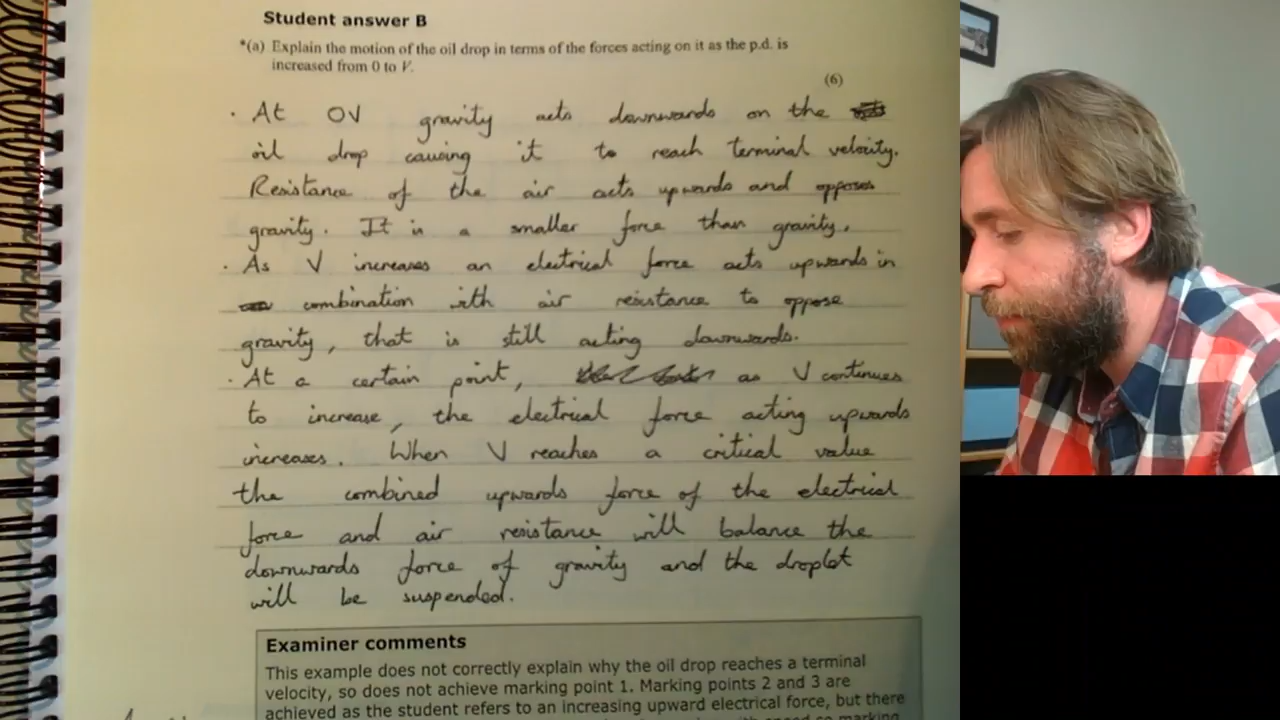 Student answer B
*(a) Explain the motion of the oil drop in terms of the forces acting on it as the p.d. is
increased from 0 to V.
(6)
· At 0V gravity acts downwards on the
oil drop causing it to reach terminal velocity.
Resistance of the air acts upwards and opposes
gravity. It is a smaller force than gravity.
· As V increases an electrical force acts upwards in
combination with air resistance to oppose
gravity, that is still acting downwards.
· At a certain point, as V continues
to increase, the electrical force acting upwards
increases. When V reaches a critical value
the combined upwards force of the electrical
force and air resistance will balance the
downwards force of gravity and the droplet
will be suspended.
Examiner comments
This example does not correctly explain why the oil drop reaches a terminal
velocity, so does not achieve marking point 1. Marking points 2 and 3 are
achieved as the student refers to an increasing upward electrical force, but there